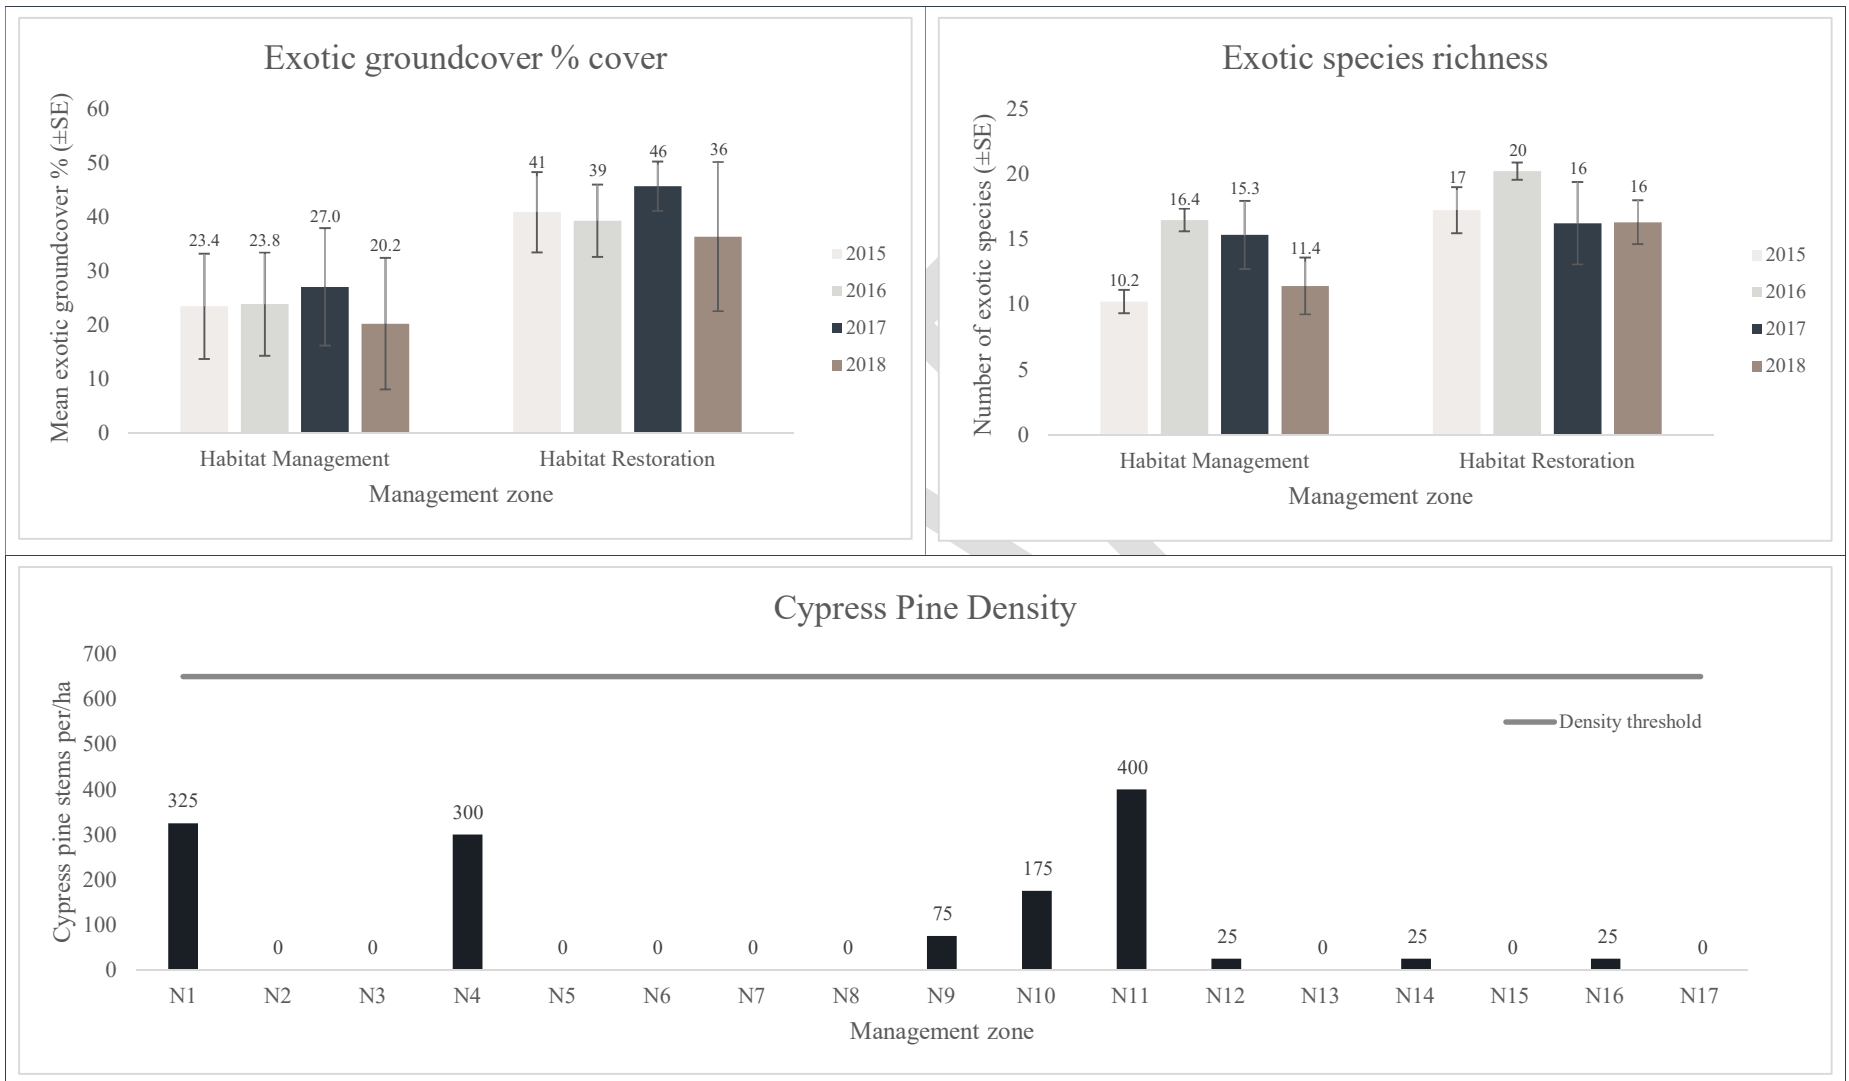 Exotic groundcover % cover
Mean exotic groundcover % (±SE)
60
50
40
30
20
10
0
23.4
23.8
27.0
20.2
41
39
46
36
Habitat Management
Habitat Restoration
Management zone
2015
2016
2017
2018
Exotic species richness
Number of exotic species (±SE)
25
20
15
10
5
0
10.2
16.4
15.3
11.4
17
20
16
16
Habitat Management
Habitat Restoration
Management zone
2015
2016
2017
2018
Cypress Pine Density
Cypress pine stems per/ha
700
600
500
400
300
200
100
0
Density threshold
325
0
0
300
0
0
0
0
75
175
400
25
0
25
0
25
0
N1
N2
N3
N4
N5
N6
N7
N8
N9
N10
N11
N12
N13
N14
N15
N16
N17
Management zone